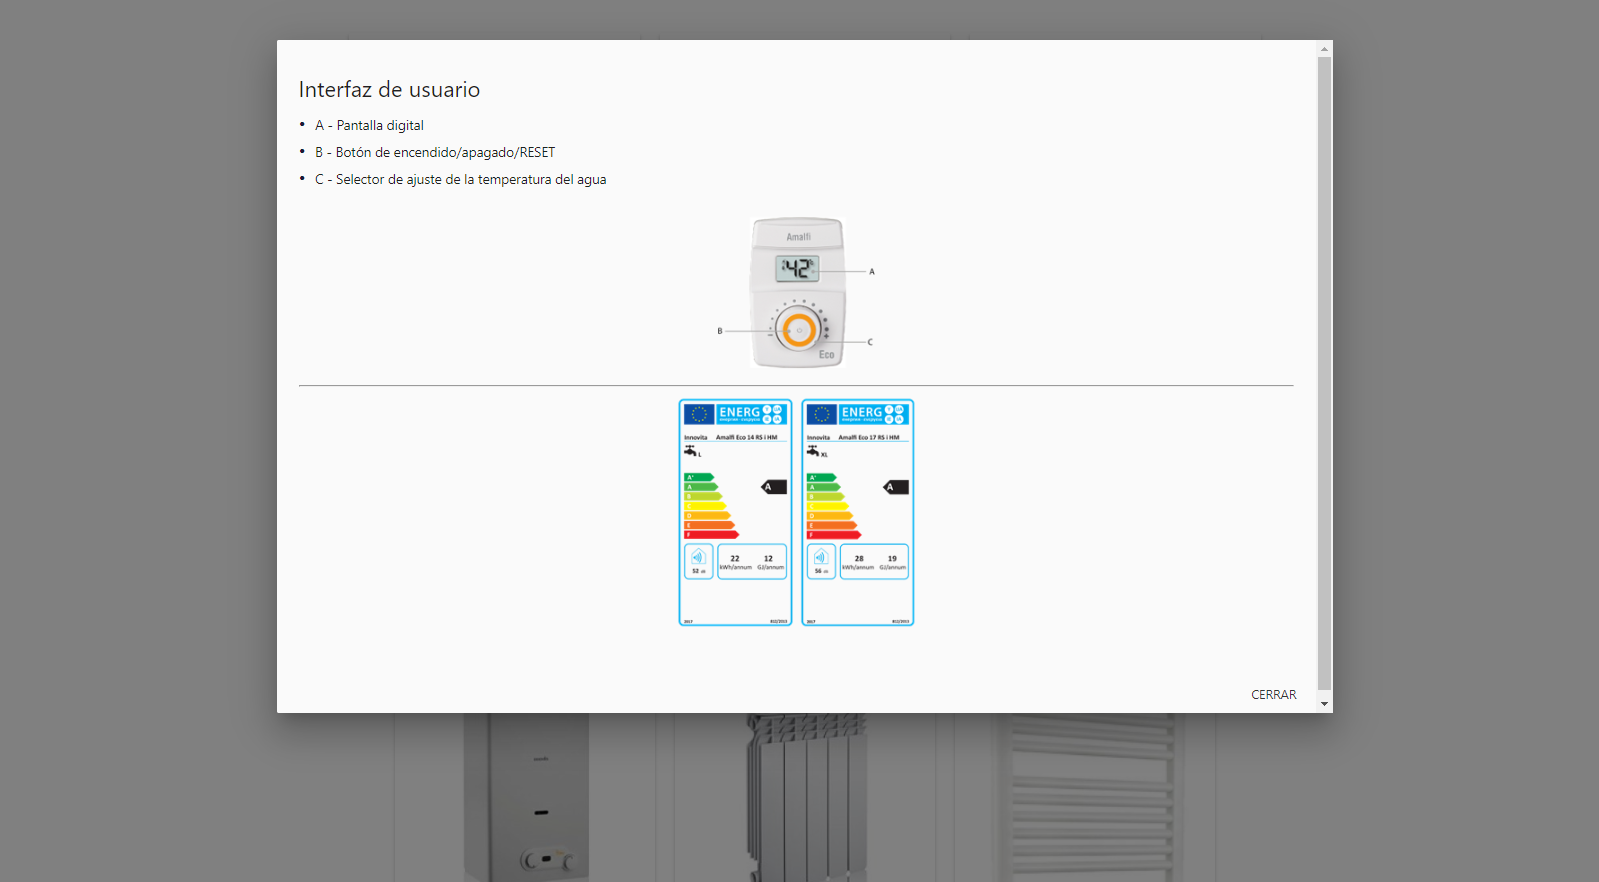 Interfaz de usuario
• A - Pantalla digital
• B - Botón de encendido/apagado/RESET
• C - Selector de ajuste de la temperatura del agua
Amalfi
42
A
B
C
Eco
ENERG
Innovita Amalfi Eco 14 RS i HM
L
A+
A
B
C
D
E
F
A
52 dB
22 kWh/annum
12 GJ/annum
2017 812/2013
ENERG
Innovita Amalfi Eco 17 RS i HM
XL
A+
A
B
C
D
E
F
A
56 dB
28 kWh/annum
19 GJ/annum
2017 812/2013
CERRAR